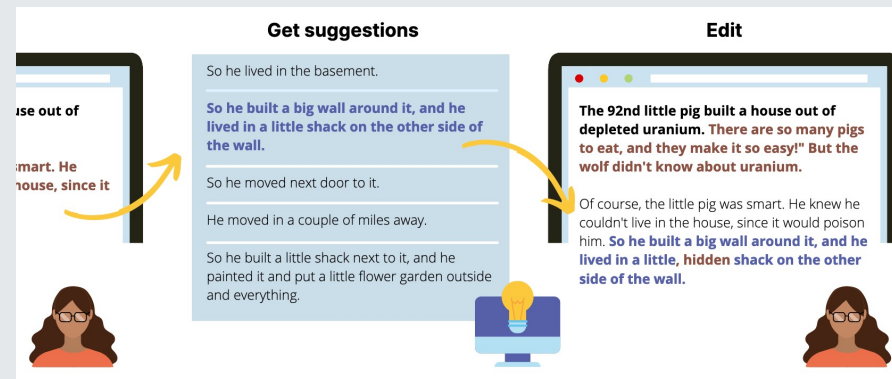 Get suggestions
Edit
use out of
smart. He
house, since it
So he lived in the basement.
So he built a big wall around it, and he
lived in a little shack on the other side of
the wall.
So he moved next door to it.
He moved in a couple of miles away.
So he built a little shack next to it, and he
painted it and put a little flower garden outside
and everything.
The 92nd little pig built a house out of
depleted uranium. There are so many pigs
to eat, and they make it so easy!" But the
wolf didn't know about uranium.
Of course, the little pig was smart. He knew he
couldn't live in the house, since it would poison
him. So he built a big wall around it, and he
lived in a little, hidden shack on the other
side of the wall.